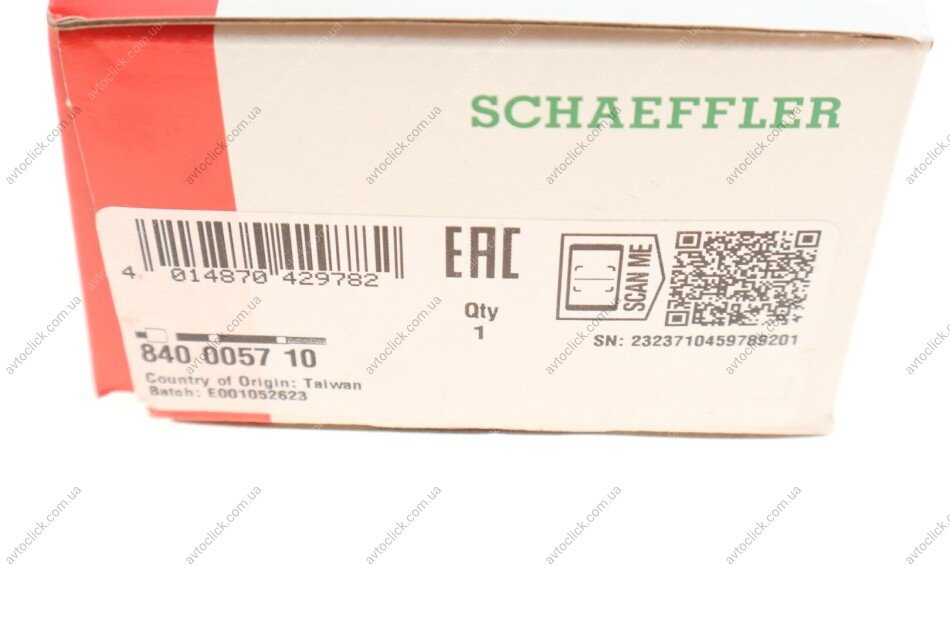 SCHAEFFLER
4 014870 429782
EAC
Qty
1
SCAN ME
SN: 2323710459789201
840 0057 10
Country of Origin: Taiwan
Batch: E001052623
avtoclick.com.ua